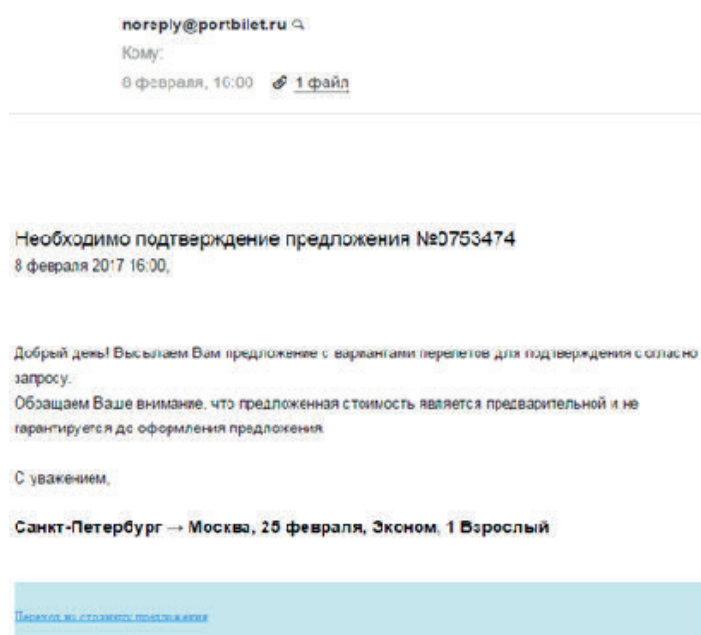 noreply@portbilet.ru
Кому:
8 февраля, 16:00 1 файл
Необходимо подтверждение предложения №0753474
8 февраля 2017 16:00,
Добрый день! Высылаем Вам предложение с вариантами перелетов для подтверждения согласно
запросу.
Обращаем Ваше внимание, что предложенная стоимость является предварительной и не
гарантируется до оформления предложения
С уважением,
Санкт-Петербург → Москва, 25 февраля, Эконом, 1 Взрослый
Переход на страницу предложения